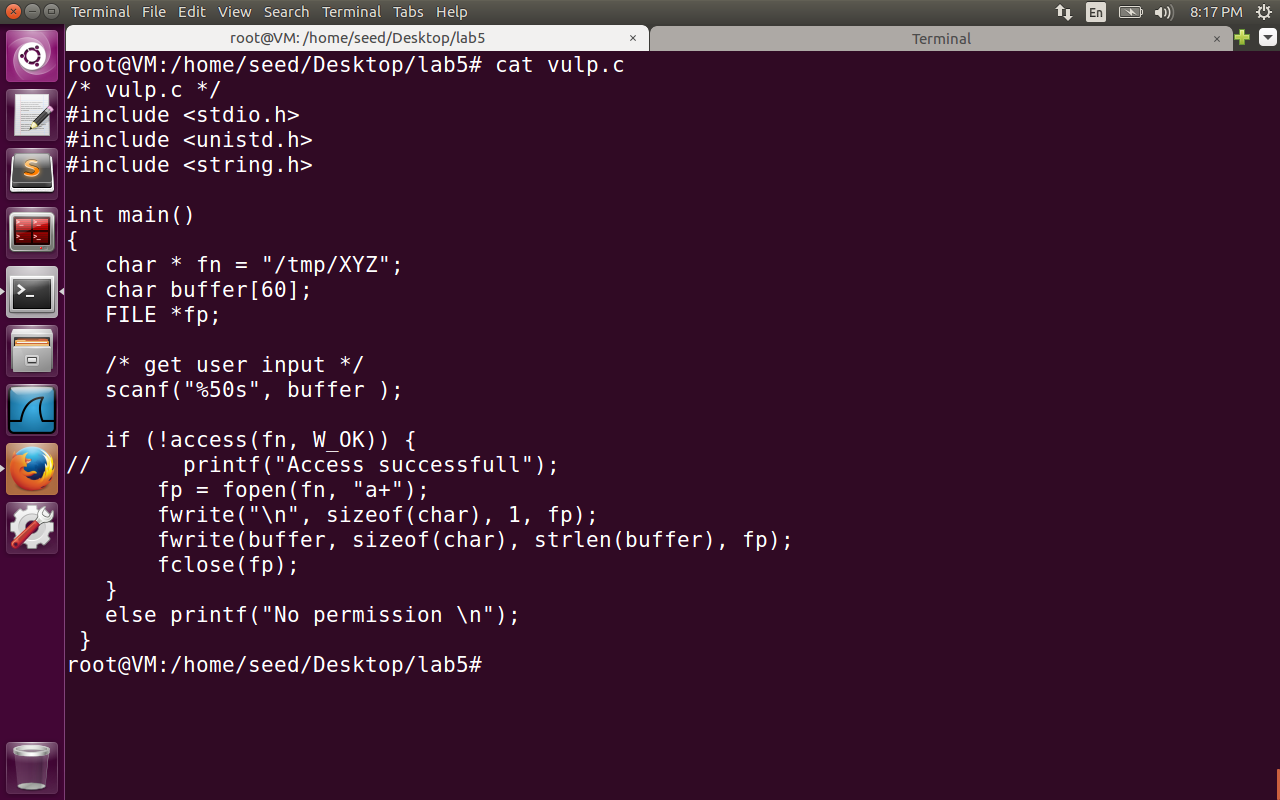 Terminal File Edit View Search Terminal Tabs Help En 8:17 PM
root@VM: /home/seed/Desktop/lab5 × Terminal ×
root@VM:/home/seed/Desktop/lab5# cat vulp.c
/* vulp.c */
#include <stdio.h>
#include <unistd.h>
#include <string.h>

int main()
{
   char * fn = "/tmp/XYZ";
   char buffer[60];
   FILE *fp;

   /* get user input */
   scanf("%50s", buffer );

   if (!access(fn, W_OK)) {
//       printf("Access successfull");
       fp = fopen(fn, "a+");
       fwrite("\n", sizeof(char), 1, fp);
       fwrite(buffer, sizeof(char), strlen(buffer), fp);
       fclose(fp);
   }
   else printf("No permission \n");
 }
root@VM:/home/seed/Desktop/lab5#